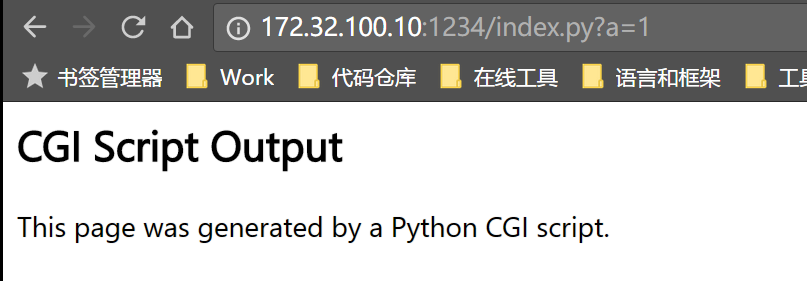 172.32.100.10:1234/index.py?a=1
书签管理器 Work 代码仓库 在线工具 语言和框架 工具
CGI Script Output
This page was generated by a Python CGI script.